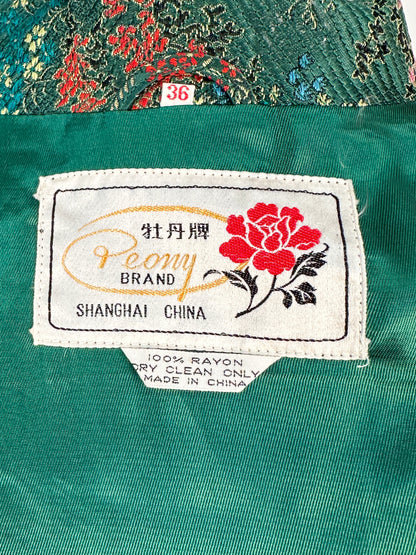 36
牡丹牌
Peony
BRAND
SHANGHAI CHINA
100% RAYON
DRY CLEAN ONLY
MADE IN CHINA